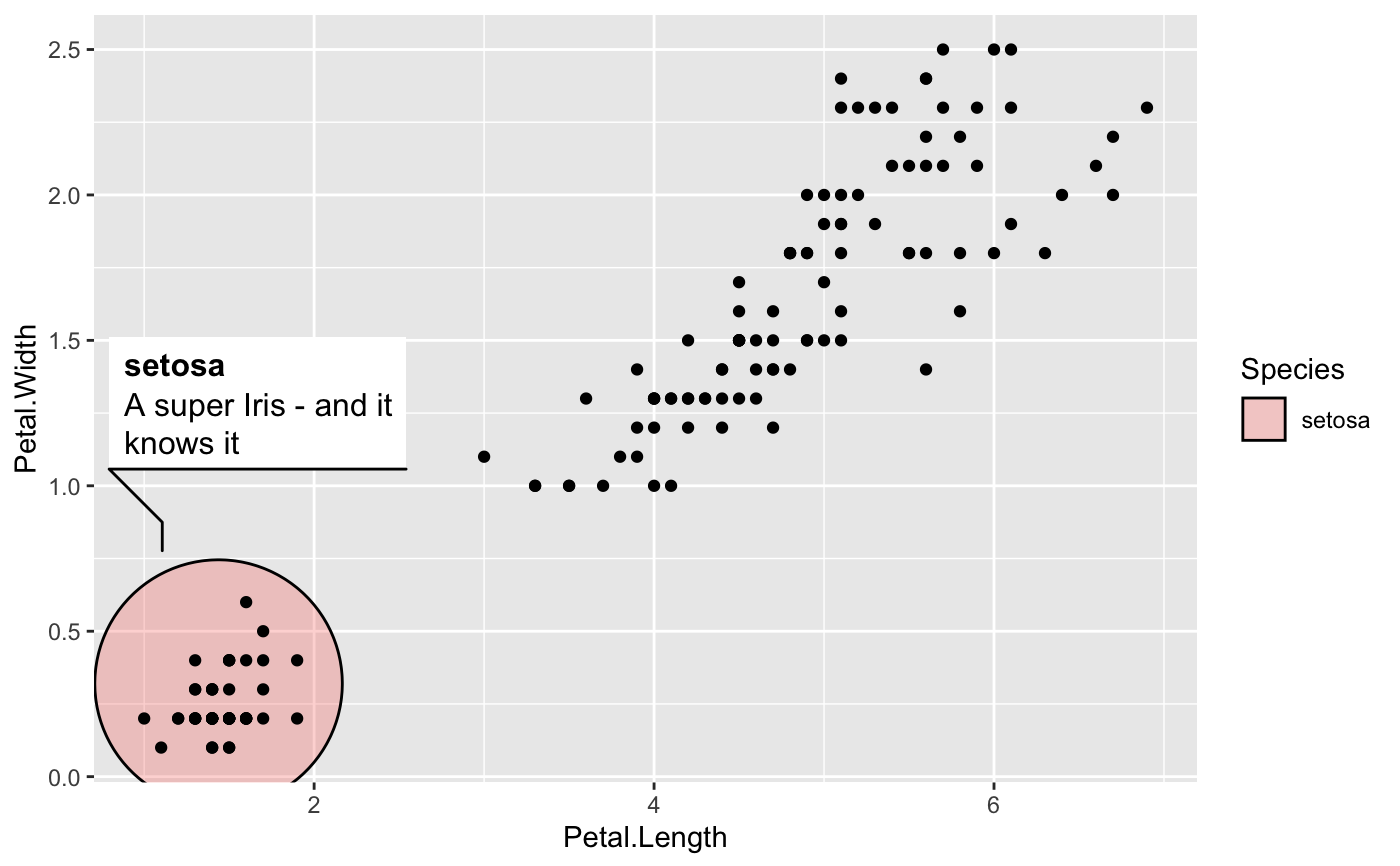 2.5
2.0
1.5
1.0
0.5
0.0
Petal.Width
setosa
A super Iris - and it
knows it
2
4
6
Petal.Length
Species
setosa